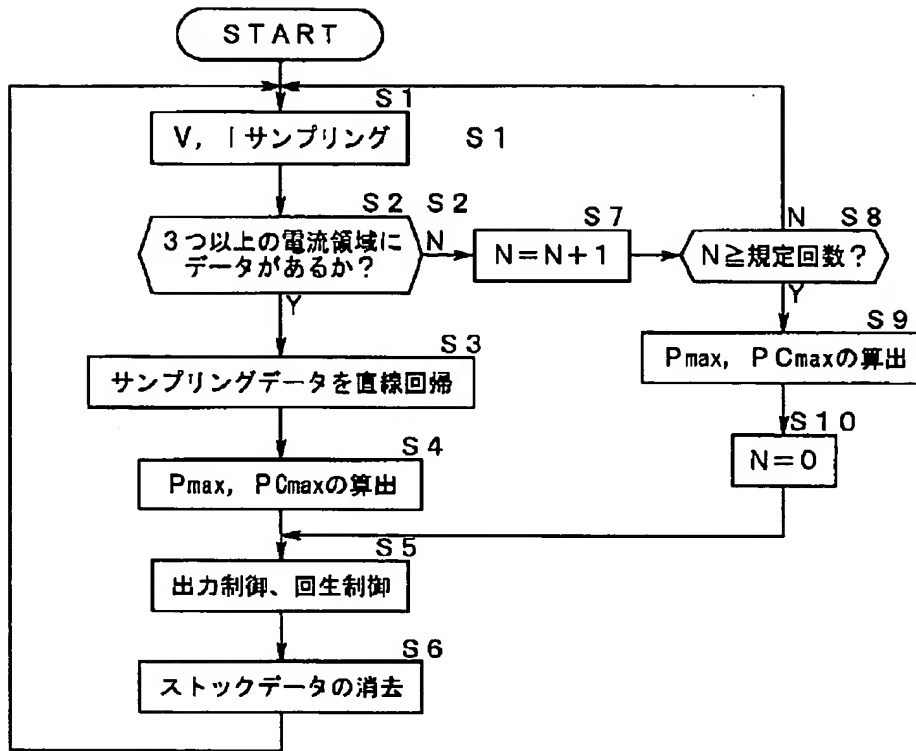 START
S1
V，Iサンプリング
S1
S2
S2
3つ以上の電流領域に
データがあるか？
N
Y
S7
N＝N＋1
N
S8
N≧規定回数？
Y
S9
Pmax，PCmaxの算出
S10
N＝0
S3
サンプリングデータを直線回帰
S4
Pmax，PCmaxの算出
S5
出力制御、回生制御
S6
ストックデータの消去